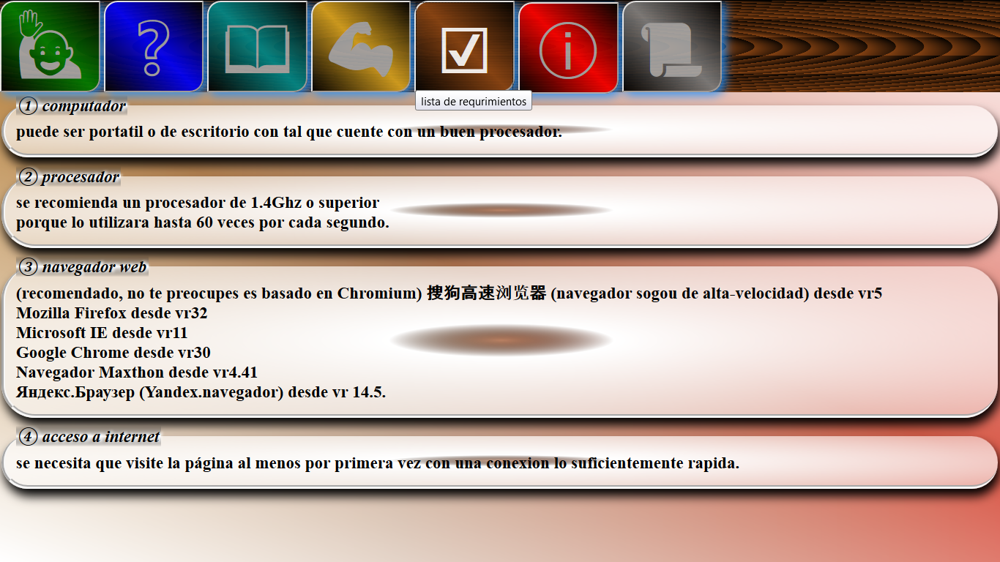 lista de requrimientos
① computador
puede ser portatil o de escritorio con tal que cuente con un buen procesador.
② procesador
se recomienda un procesador de 1.4Ghz o superior
porque lo utilizara hasta 60 veces por cada segundo.
③ navegador web
(recomendado, no te preocupes es basado en Chromium) 搜狗高速浏览器 (navegador sogou de alta-velocidad) desde vr5
Mozilla Firefox desde vr32
Microsoft IE desde vr11
Google Chrome desde vr30
Navegador Maxthon desde vr4.41
Яндекс.Браузер (Yandex.navegador) desde vr 14.5.
④ acceso a internet
se necesita que visite la página al menos por primera vez con una conexion lo suficientemente rapida.